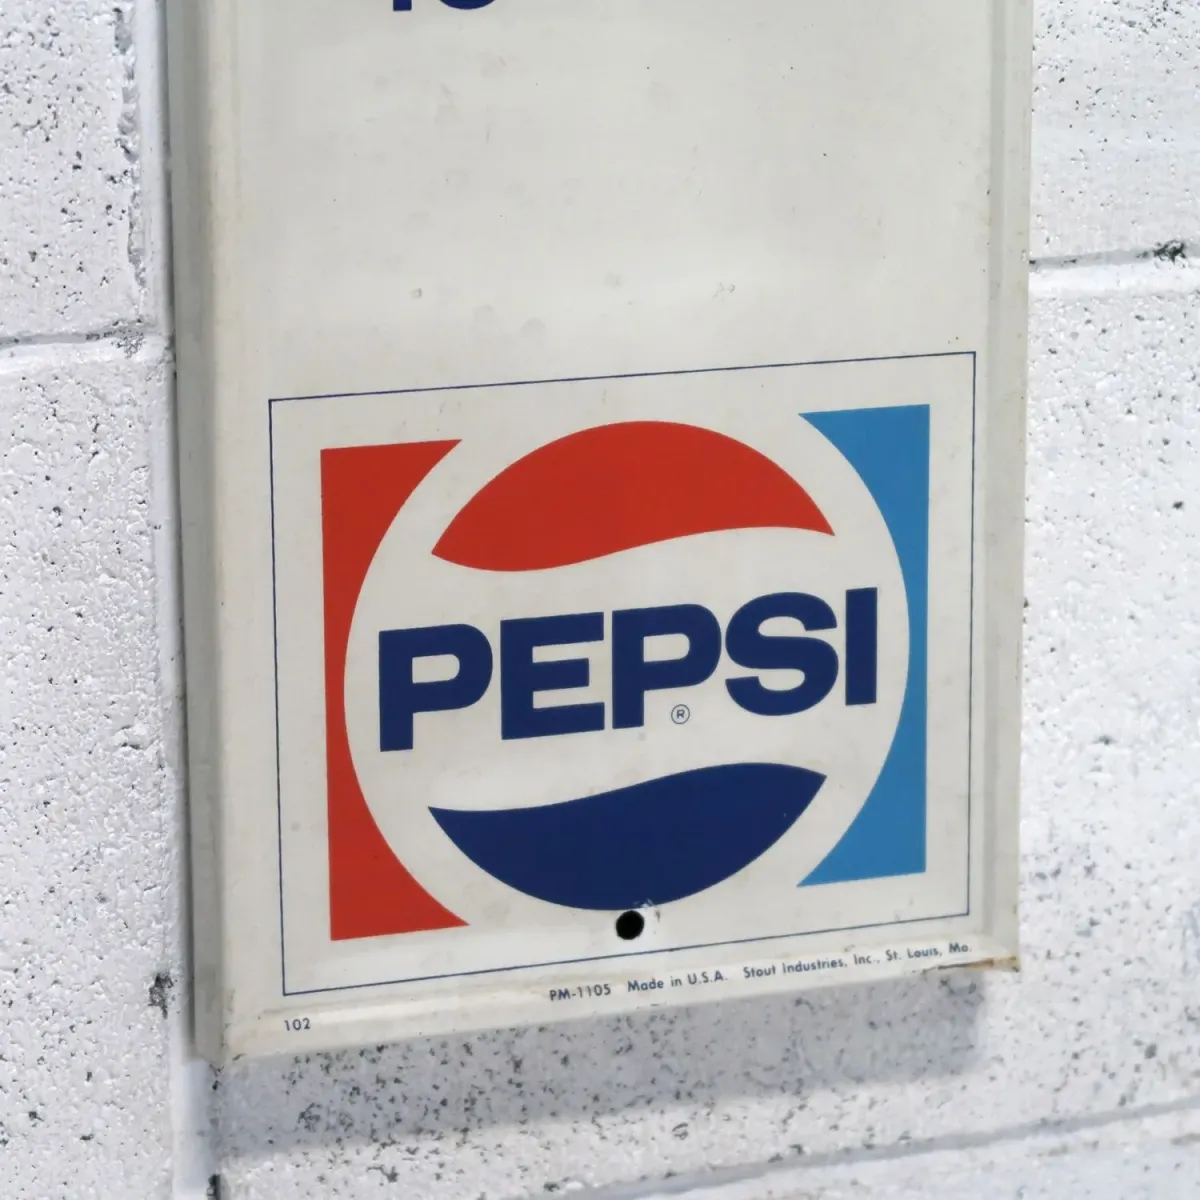 PEPSI
®
PM-1105 Made in U.S.A. Stout Industries, Inc., St. Louis, Mo.
102